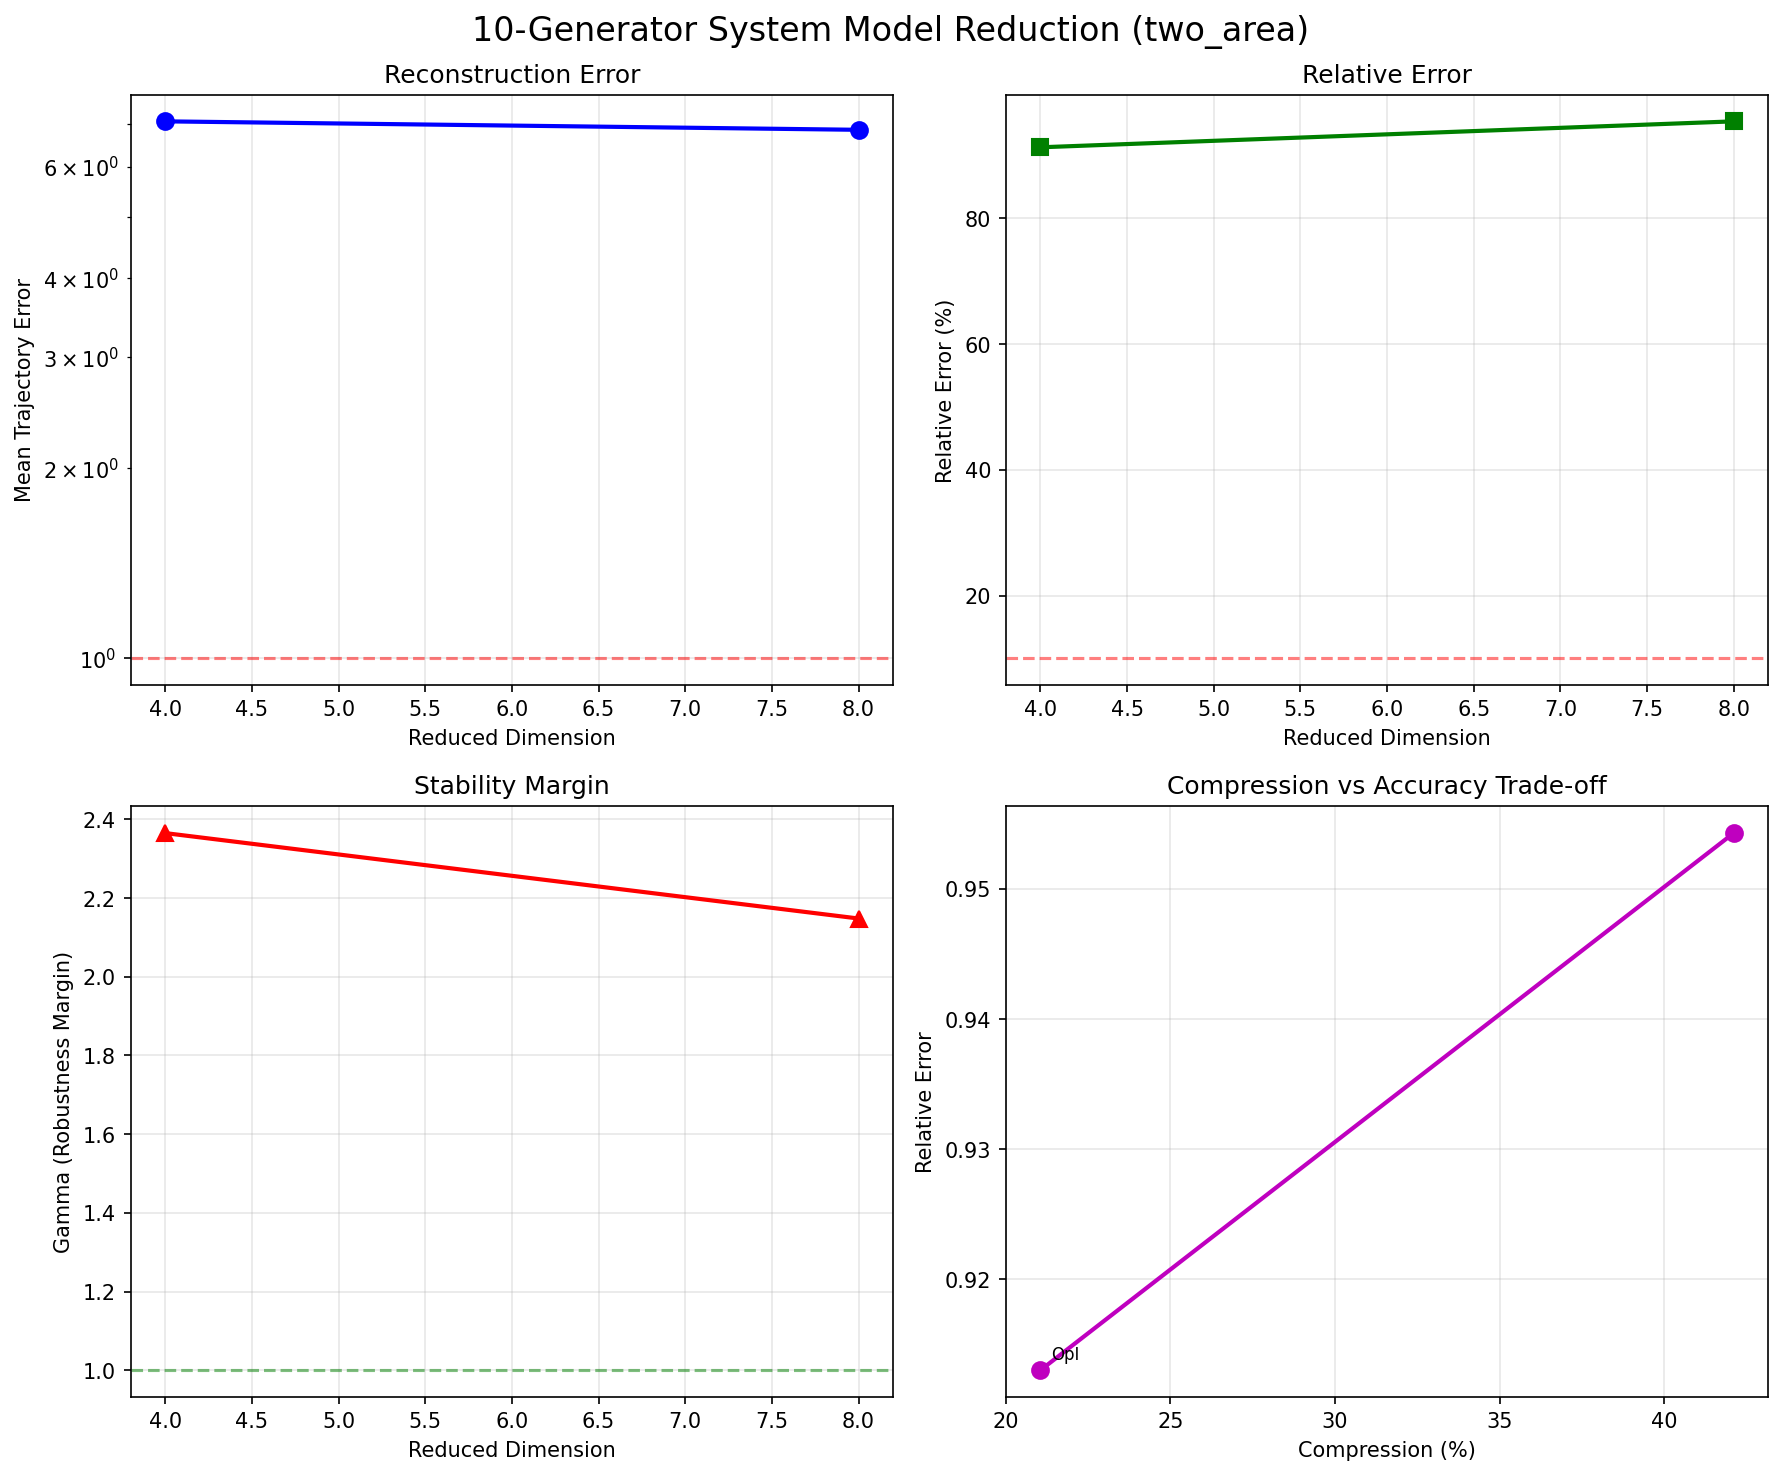 10-Generator System Model Reduction (two_area)
Reconstruction Error
Mean Trajectory Error
6 × 10⁰
4 × 10⁰
3 × 10⁰
2 × 10⁰
10⁰
4.0 4.5 5.0 5.5 6.0 6.5 7.0 7.5 8.0
Reduced Dimension
Relative Error
Relative Error (%)
80
60
40
20
4.0 4.5 5.0 5.5 6.0 6.5 7.0 7.5 8.0
Reduced Dimension
Stability Margin
Gamma (Robustness Margin)
2.4
2.2
2.0
1.8
1.6
1.4
1.2
1.0
4.0 4.5 5.0 5.5 6.0 6.5 7.0 7.5 8.0
Reduced Dimension
Compression vs Accuracy Trade-off
Relative Error
0.95
0.94
0.93
0.92
20 25 30 35 40
Compression (%)